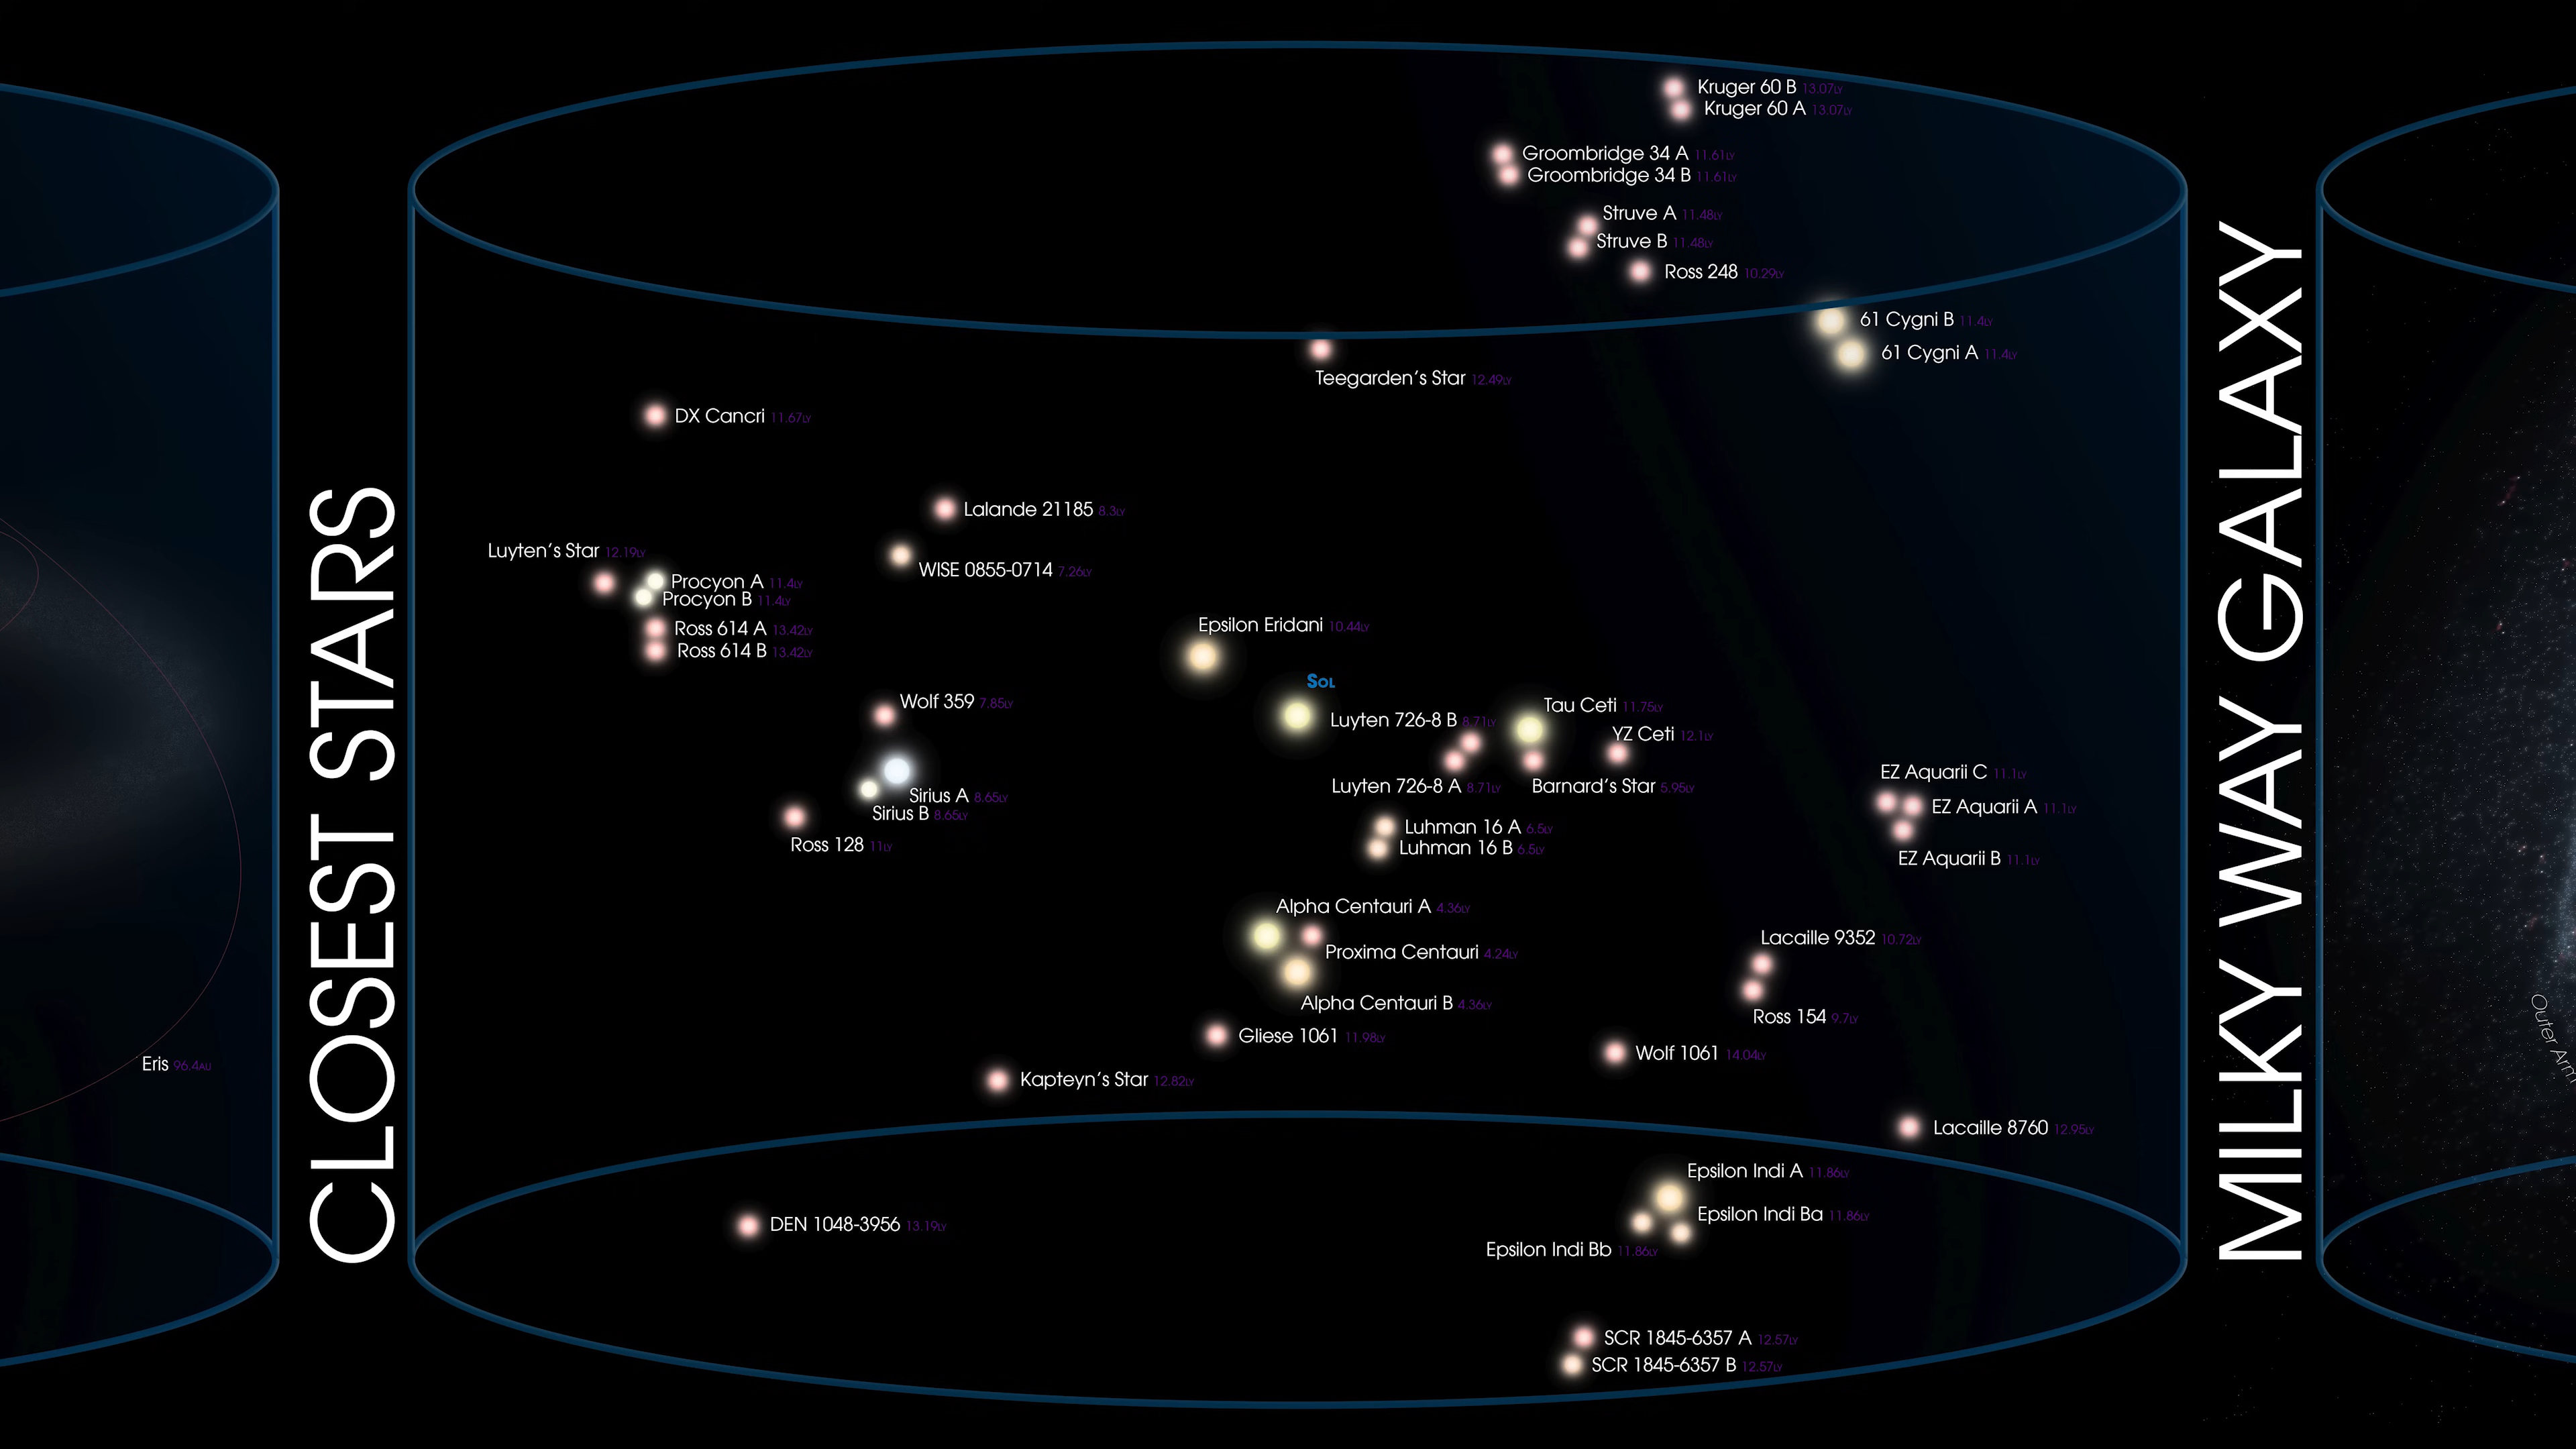 Kruger 60 B 13.07LY
Kruger 60 A 13.07LY
Groombridge 34 A 11.61LY
Groombridge 34 B 11.61LY
Struve A 11.48LY
Struve B 11.48LY
Ross 248 10.29LY
61 Cygni B 11.4LY
61 Cygni A 11.4LY
Teegarden's Star 12.49LY
DX Cancri 11.67LY
Lalande 21185 8.3LY
Luyten's Star 12.19LY
WISE 0855-0714 7.26LY
Procyon A 11.4LY
Procyon B 11.4LY
Ross 614 A 13.42LY
Ross 614 B 13.42LY
Epsilon Eridani 10.44LY
SOL
Wolf 359 7.85LY
Luyten 726-8 B 8.71LY
Tau Ceti 11.75LY
YZ Ceti 12.1LY
Luyten 726-8 A 8.71LY
Barnard's Star 5.95LY
EZ Aquarii C 11.1LY
EZ Aquarii A 11.1LY
EZ Aquarii B 11.1LY
Sirius A 8.65LY
Sirius B 8.65LY
Ross 128 11LY
Luhman 16 A 6.5LY
Luhman 16 B 6.5LY
Alpha Centauri A 4.36LY
Proxima Centauri 4.24LY
Alpha Centauri B 4.36LY
Lacaille 9352 10.72LY
Ross 154 9.7LY
Gliese 1061 11.98LY
Wolf 1061 14.04LY
Kapteyn's Star 12.82LY
Eris 96.4AU
Lacaille 8760 12.95LY
Epsilon Indi A 11.86LY
Epsilon Indi Ba 11.86LY
Epsilon Indi Bb 11.86LY
DEN 1048-3956 13.19LY
SCR 1845-6357 A 12.57LY
SCR 1845-6357 B 12.57LY
CLOSEST STARS
MILKY WAY GALAXY
Outer Arm